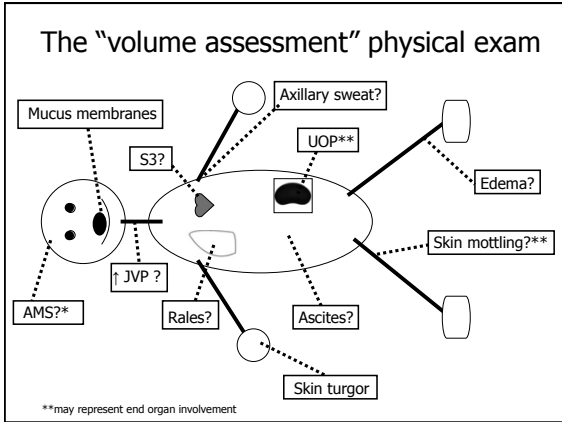 The “volume assessment” physical exam
Axillary sweat?
Mucus membranes
UOP**
S3?
Edema?
Skin mottling?**
↑ JVP ?
AMS?*
Rales?
Ascites?
Skin turgor
**may represent end organ involvement